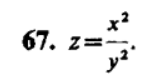 67. z = x²/y².